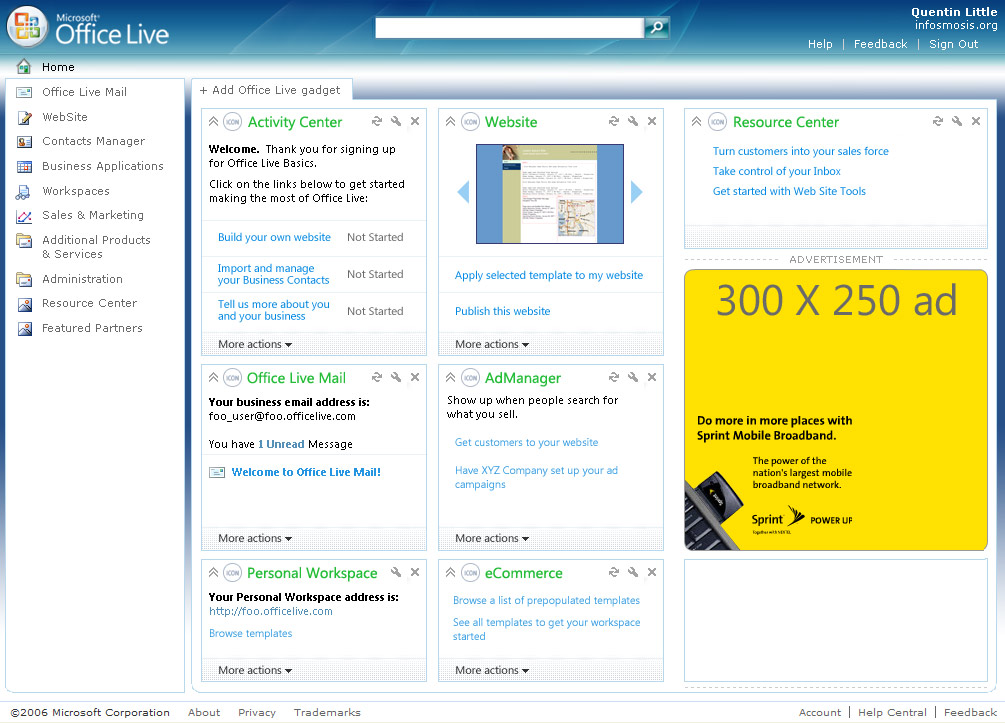 Microsoft®
Office Live
Quentin Little
infosmosis.org
Help | Feedback | Sign Out
Home
Office Live Mail
WebSite
Contacts Manager
Business Applications
Workspaces
Sales & Marketing
Additional Products
& Services
Administration
Resource Center
Featured Partners
+ Add Office Live gadget
ICON Activity Center
Welcome. Thank you for signing up
for Office Live Basics.
Click on the links below to get started
making the most of Office Live:
Build your own website Not Started
Import and manage
your Business Contacts Not Started
Tell us more about you
and your business Not Started
More actions
ICON Website
Apply selected template to my website
Publish this website
More actions
ICON Resource Center
Turn customers into your sales force
Take control of your Inbox
Get started with Web Site Tools
ADVERTISEMENT
300 X 250 ad
Do more in more places with
Sprint Mobile Broadband.
The power of the
nation's largest mobile
broadband network.
Sprint POWER UP
Together with NEXTEL
ICON Office Live Mail
Your business email address is:
foo_user@foo.officelive.com
You have 1 Unread Message
Welcome to Office Live Mail!
More actions
ICON AdManager
Show up when people search for
what you sell.
Get customers to your website
Have XYZ Company set up your ad
campaigns
More actions
ICON Personal Workspace
Your Personal Workspace address is:
http://foo.officelive.com
Browse templates
More actions
ICON eCommerce
Browse a list of prepopulated templates
See all templates to get your workspace
started
More actions
©2006 Microsoft Corporation About Privacy Trademarks
Account | Help Central | Feedback